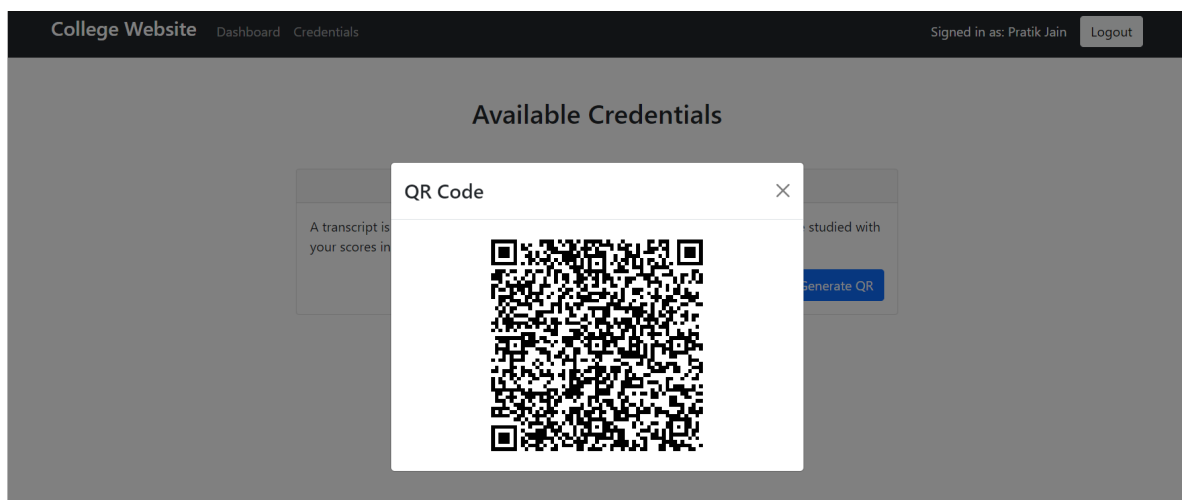 College Website Dashboard Credentials Signed in as: Pratik Jain Logout
Available Credentials
QR Code
A transcript is studied with
your scores in
Generate QR